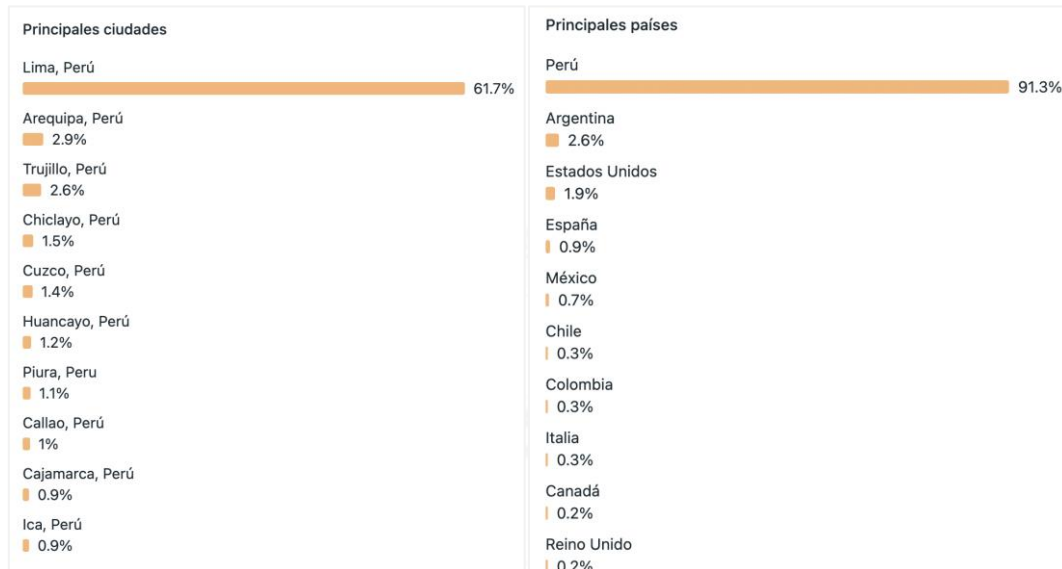 Principales ciudades
Lima, Perú
61.7%
Arequipa, Perú
2.9%
Trujillo, Perú
2.6%
Chiclayo, Perú
1.5%
Cuzco, Perú
1.4%
Huancayo, Perú
1.2%
Piura, Peru
1.1%
Callao, Perú
1%
Cajamarca, Perú
0.9%
Ica, Perú
0.9%
Principales países
Perú
91.3%
Argentina
2.6%
Estados Unidos
1.9%
España
0.9%
México
0.7%
Chile
0.3%
Colombia
0.3%
Italia
0.3%
Canadá
0.2%
Reino Unido
0.2%